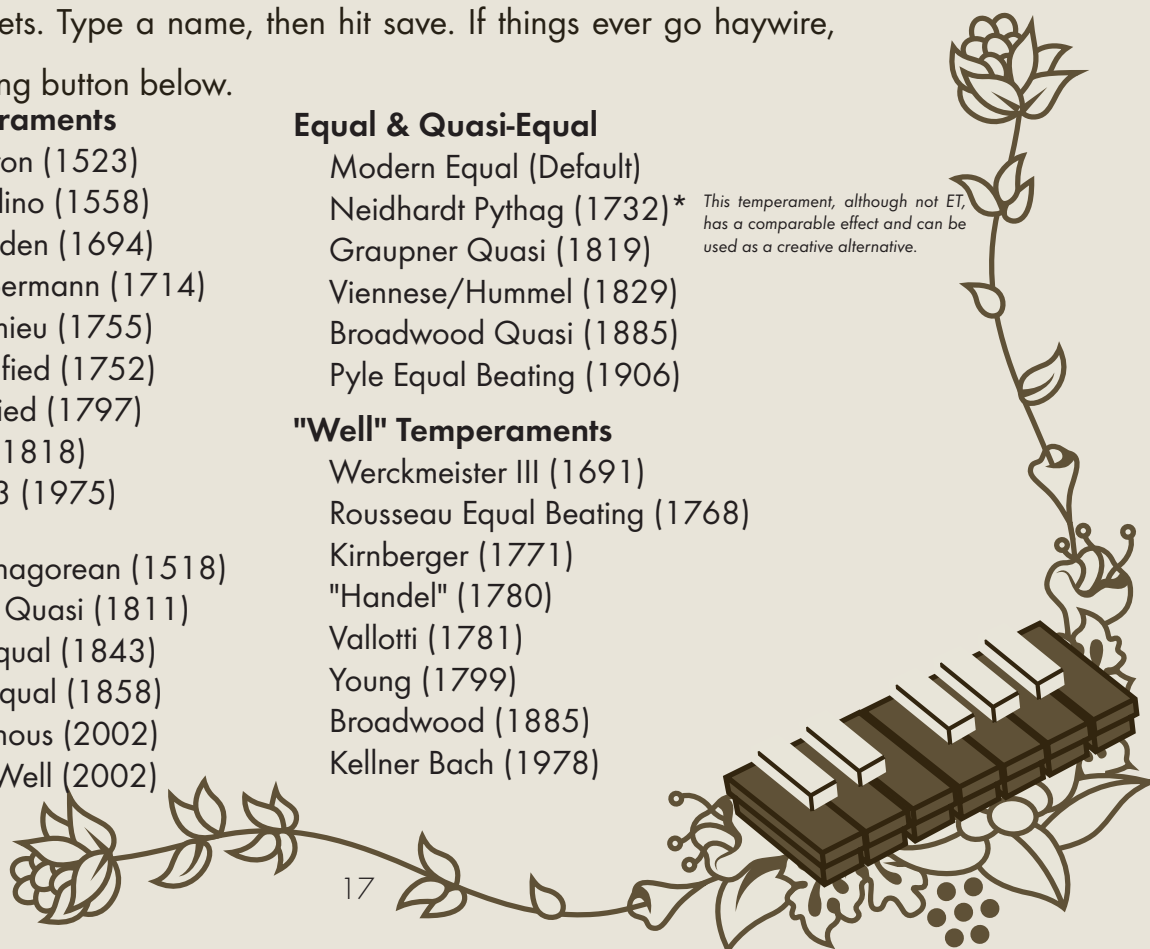 ets. Type a name, then hit save. If things ever go haywire,
ng button below.
raments
ron (1523)
lino (1558)
den (1694)
ermann (1714)
nieu (1755)
fied (1752)
ied (1797)
1818)
3 (1975)
nagorean (1518)
Quasi (1811)
qual (1843)
qual (1858)
nous (2002)
Well (2002)
Equal & Quasi-Equal
Modern Equal (Default)
Neidhardt Pythag (1732)*
This temperament, although not ET,
has a comparable effect and can be
used as a creative alternative.
Graupner Quasi (1819)
Viennese/Hummel (1829)
Broadwood Quasi (1885)
Pyle Equal Beating (1906)
"Well" Temperaments
Werckmeister III (1691)
Rousseau Equal Beating (1768)
Kirnberger (1771)
"Handel" (1780)
Vallotti (1781)
Young (1799)
Broadwood (1885)
Kellner Bach (1978)
17